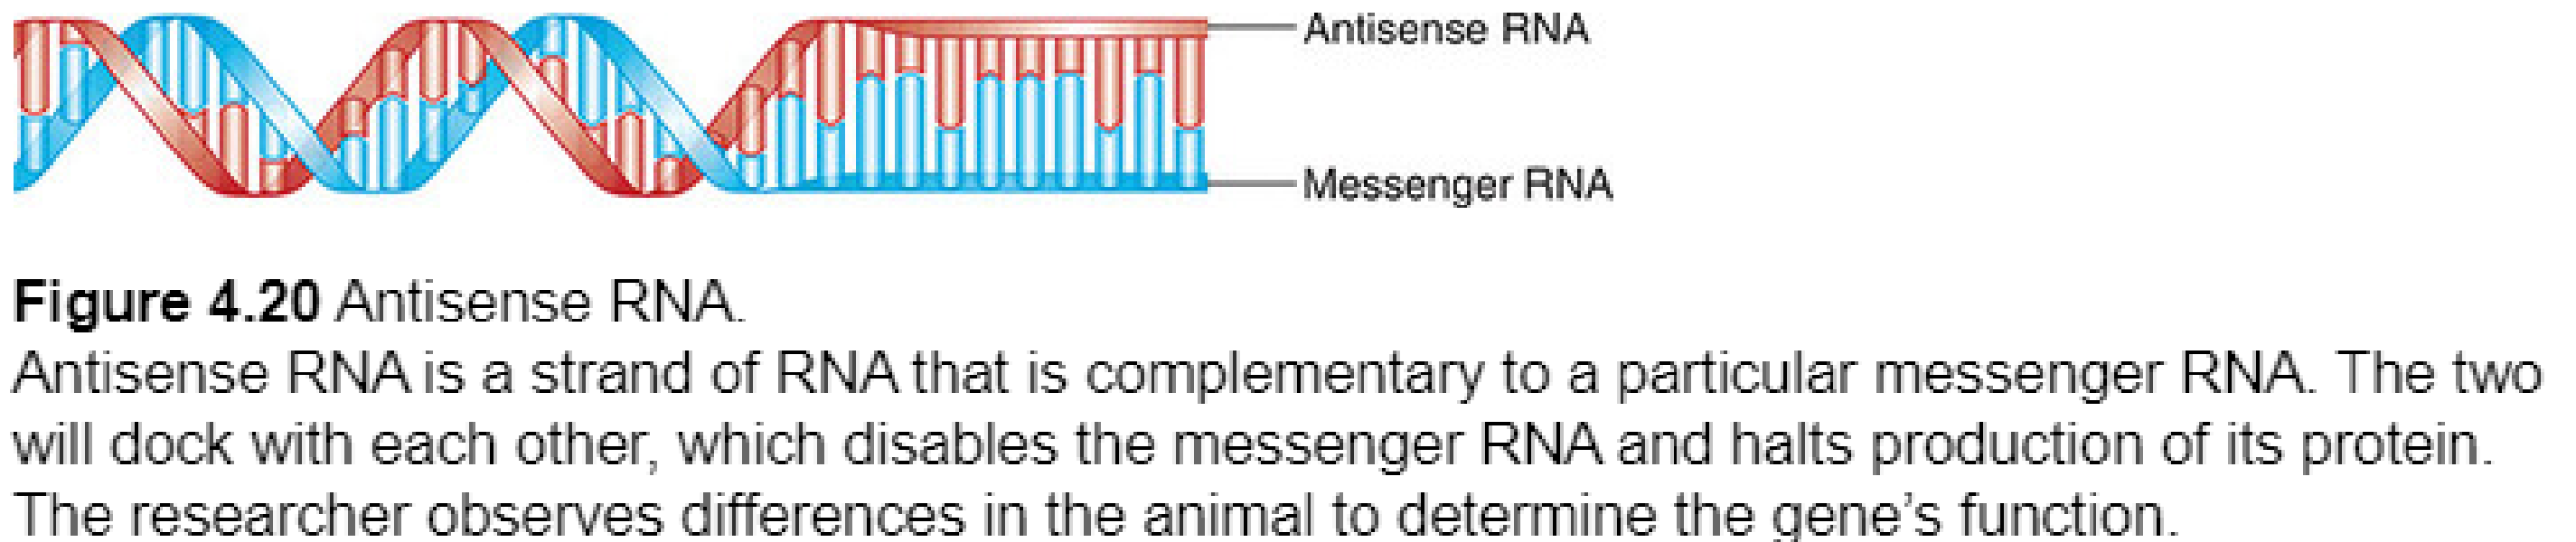 Antisense RNA
Messenger RNA
Figure 4.20 Antisense RNA.
Antisense RNA is a strand of RNA that is complementary to a particular messenger RNA. The two
will dock with each other, which disables the messenger RNA and halts production of its protein.
The researcher observes differences in the animal to determine the gene’s function.